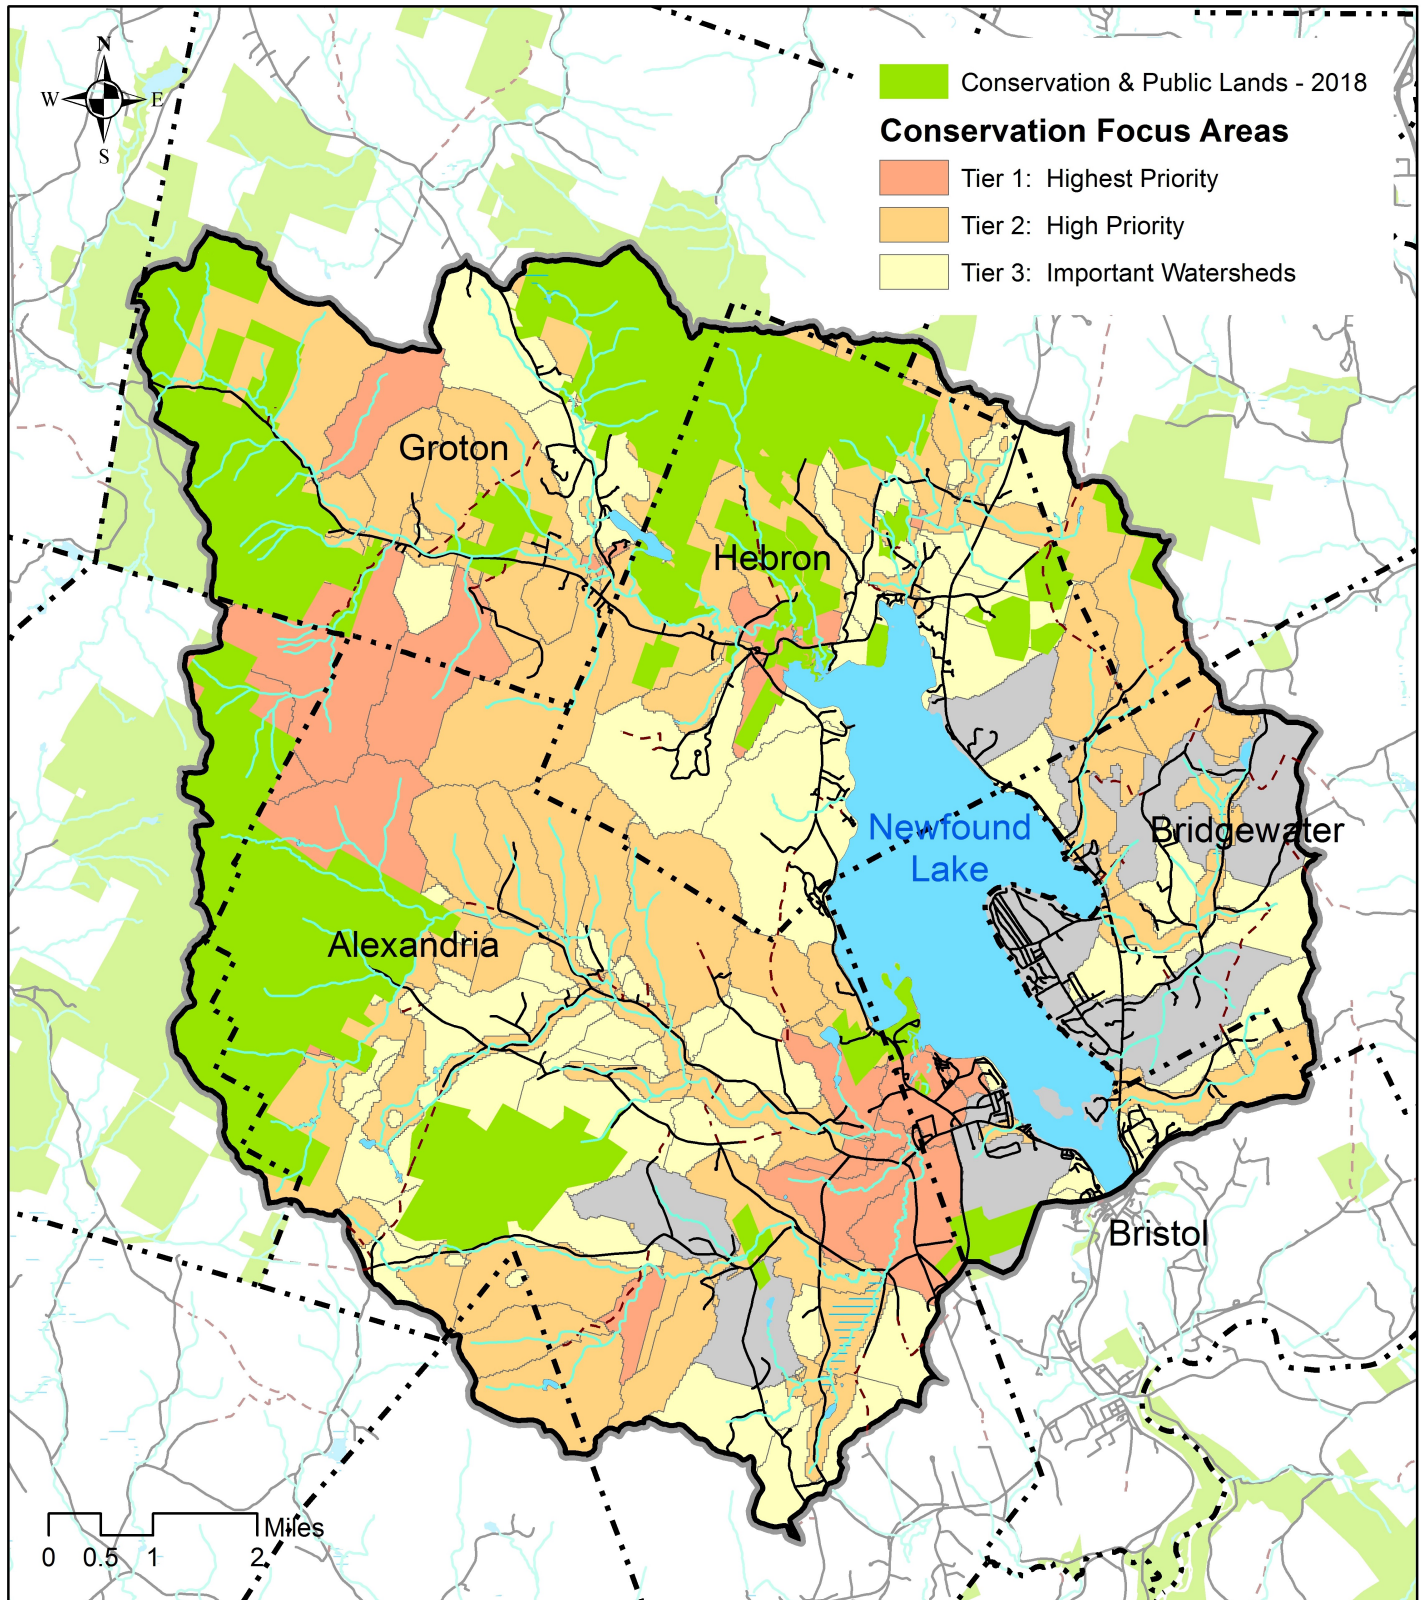 N
W E
S
Conservation & Public Lands - 2018
Conservation Focus Areas
Tier 1: Highest Priority
Tier 2: High Priority
Tier 3: Important Watersheds
Groton
Hebron
Newfound
Lake
Bridgewater
Alexandria
Bristol
Miles
0 0.5 1 2